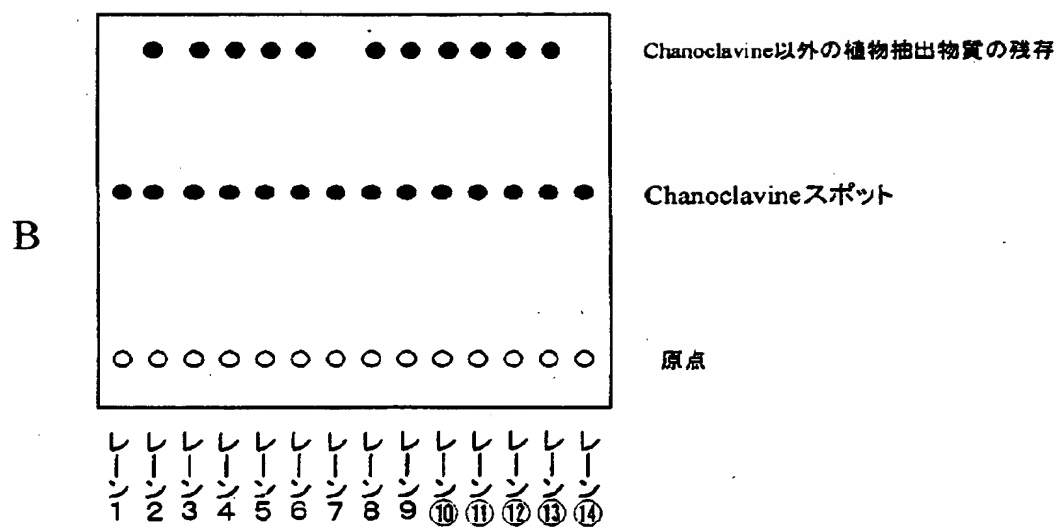 Chanoclavine以外の植物抽出物質の残存
Chanoclavineスポット
B
原点
レーン1
レーン2
レーン3
レーン4
レーン5
レーン6
レーン7
レーン8
レーン9
レーン⑩
レーン⑪
レーン⑫
レーン⑬
レーン⑭